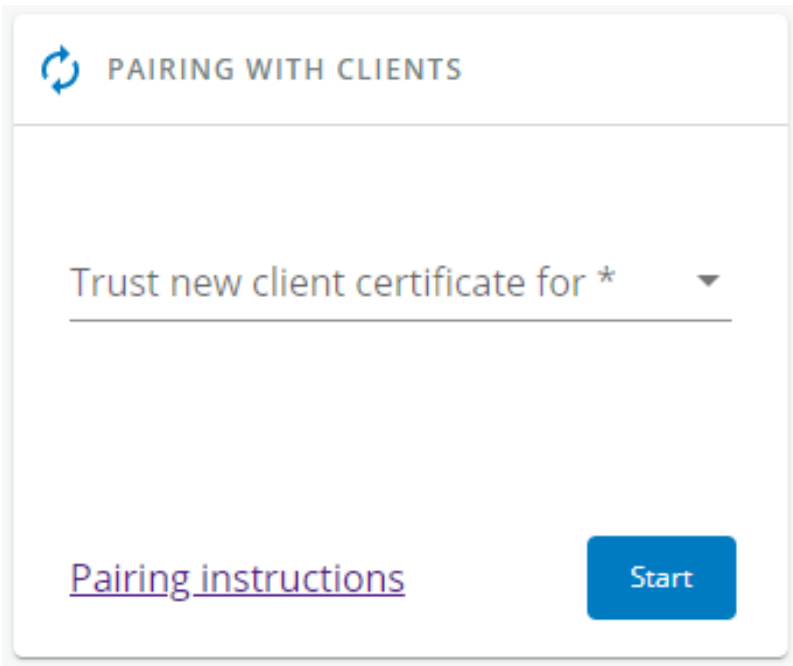 PAIRING WITH CLIENTS
Trust new client certificate for *
Pairing instructions
Start